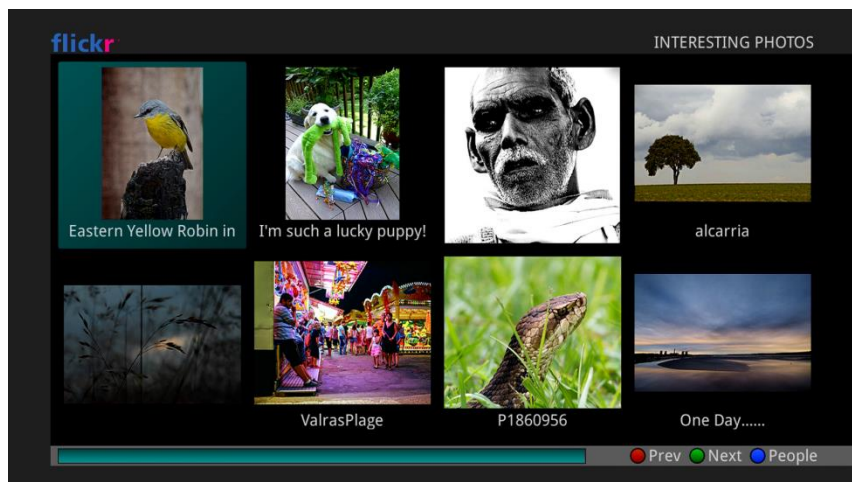 flickr
INTERESTING PHOTOS
Eastern Yellow Robin in
I'm such a lucky puppy!
alcarria
ValrasPlage
P1860956
One Day......
Prev
Next
People